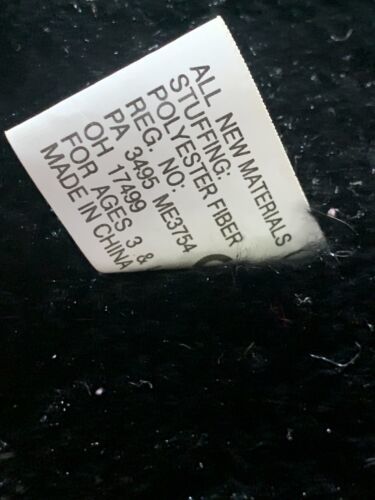 ALL NEW MATERIALS
STUFFING:
POLYESTER FIBER
REG. NO:
PA 3495 ME3754
OH 17499
FOR AGES 3 &
MADE IN CHINA